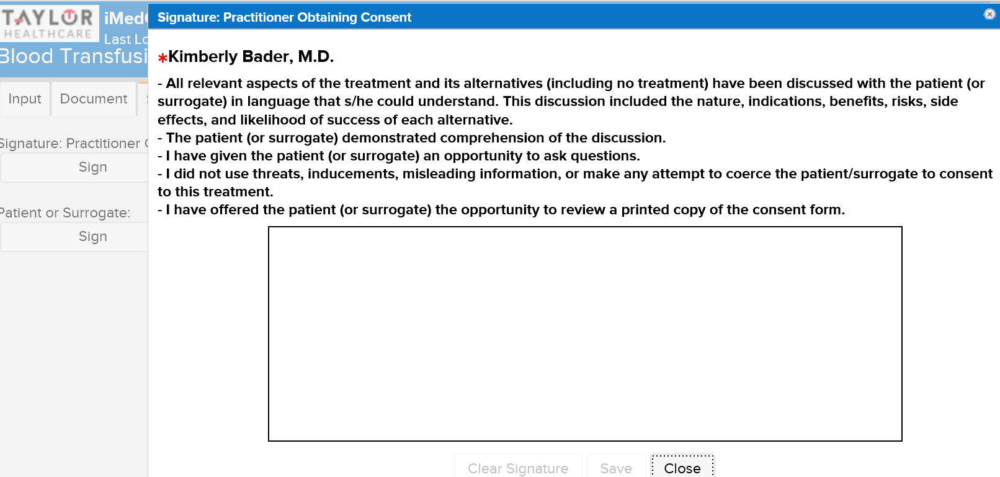 TAYLOR
HEALTHCARE
iMed
Last Lo
Blood Transfusi
Input
Document
Signature: Practitioner
Sign
Patient or Surrogate:
Sign
Signature: Practitioner Obtaining Consent
*Kimberly Bader, M.D.
- All relevant aspects of the treatment and its alternatives (including no treatment) have been discussed with the patient (or
surrogate) in language that s/he could understand. This discussion included the nature, indications, benefits, risks, side
effects, and likelihood of success of each alternative.
- The patient (or surrogate) demonstrated comprehension of the discussion.
- I have given the patient (or surrogate) an opportunity to ask questions.
- I did not use threats, inducements, misleading information, or make any attempt to coerce the patient/surrogate to consent
to this treatment.
- I have offered the patient (or surrogate) the opportunity to review a printed copy of the consent form.
Clear Signature
Save
Close